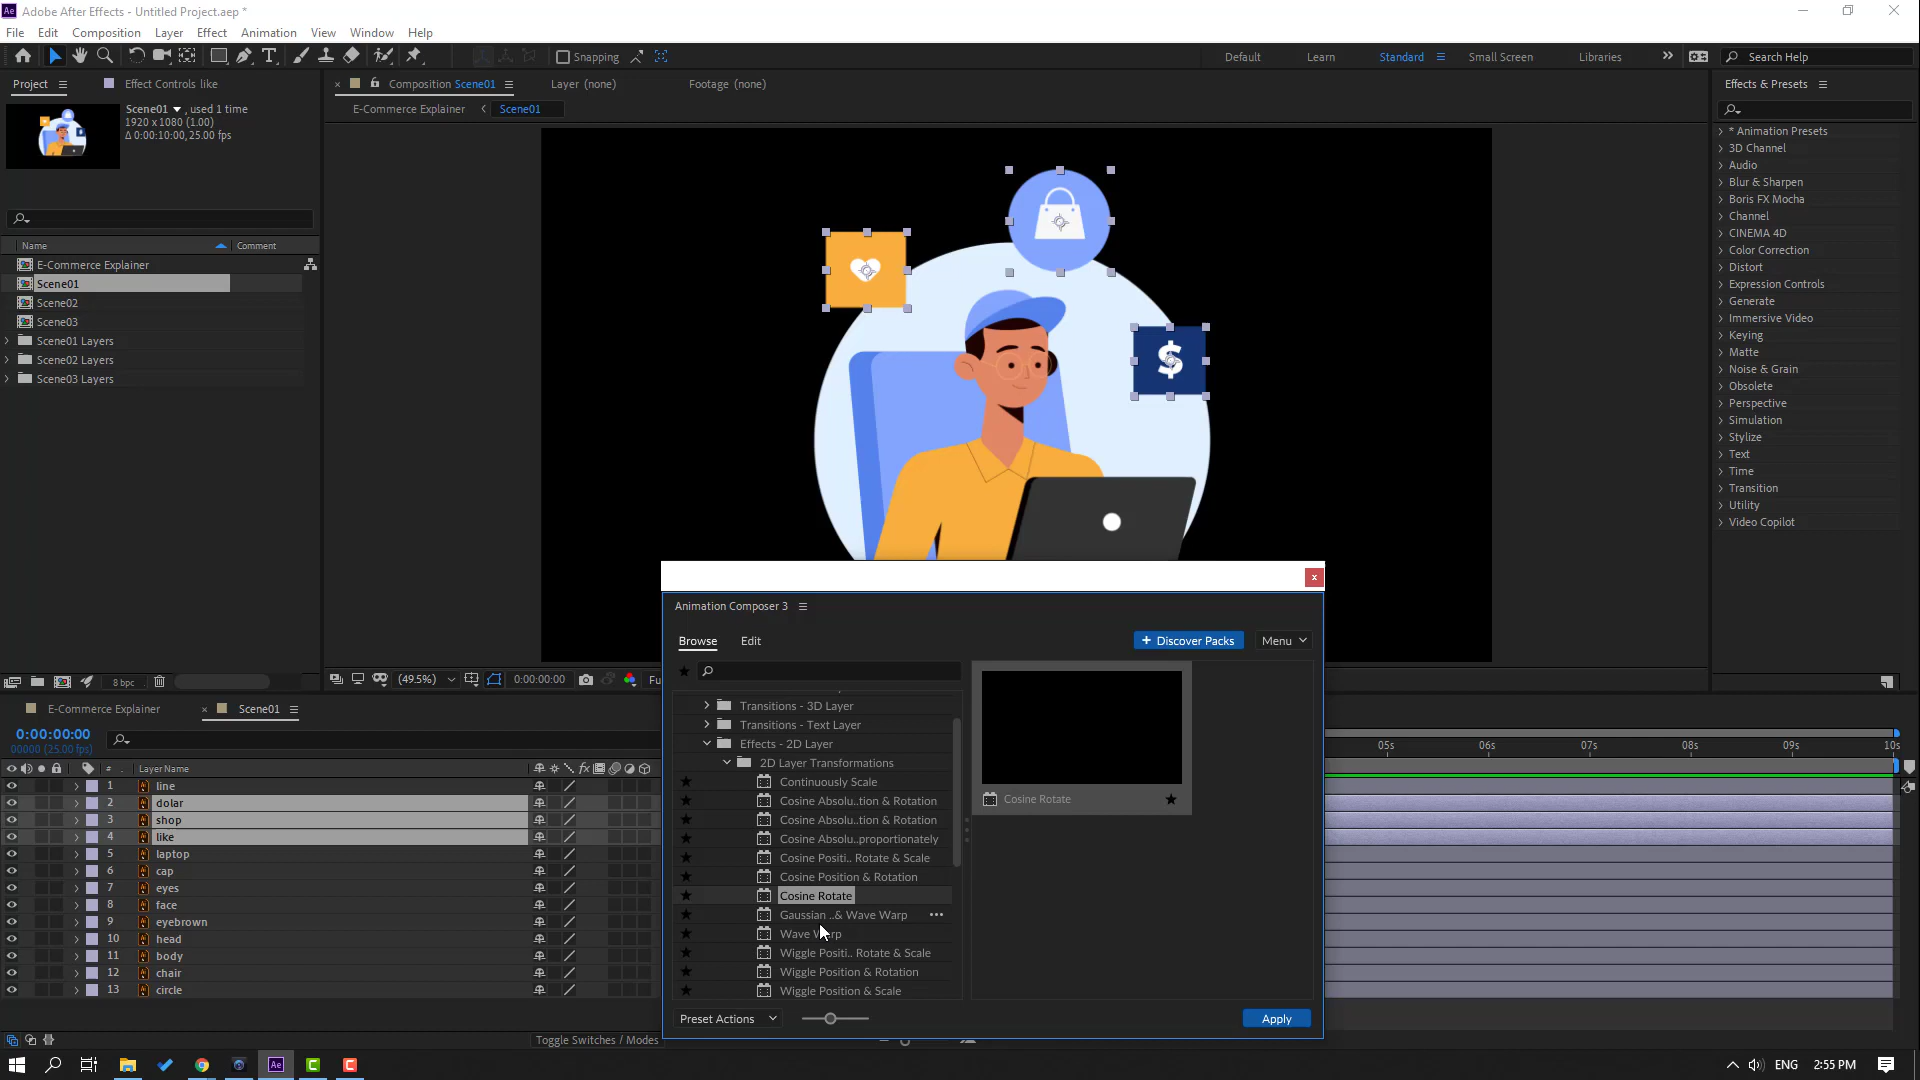 Adobe After Effects - Untitled Project.aep *
File Edit Composition Layer Effect Animation View Window Help
Snapping
Default Learn Standard Small Screen Libraries Search Help
Project Effect Controls like
Composition Scene01 Layer (none) Footage (none)
Effects & Presets
E-Commerce Explainer Scene01
Scene01 , used 1 time
1920 x 1080 (1.00)
Δ 0:00:10:00, 25.00 fps
Name Comment
E-Commerce Explainer
Scene01
Scene02
Scene03
Scene01 Layers
Scene02 Layers
Scene03 Layers
$
* Animation Presets
3D Channel
Audio
Blur & Sharpen
Boris FX Mocha
Channel
CINEMA 4D
Color Correction
Distort
Expression Controls
Generate
Immersive Video
Keying
Matte
Noise & Grain
Obsolete
Perspective
Simulation
Stylize
Text
Time
Transition
Utility
Video Copilot
8 bpc
(49.5%) 0:00:00:00 Fu
Animation Composer 3
Browse Edit + Discover Packs Menu
Transitions - 3D Layer
Transitions - Text Layer
Effects - 2D Layer
2D Layer Transformations
Continuously Scale
Cosine Absolu..tion & Rotation
Cosine Absolu..tion & Rotation
Cosine Absolu..proportionately
Cosine Positi.. Rotate & Scale
Cosine Position & Rotation
Cosine Rotate
Gaussian ..& Wave Warp
Wave Warp
Wiggle Positi.. Rotate & Scale
Wiggle Position & Rotation
Wiggle Position & Scale
Cosine Rotate
Preset Actions Apply
E-Commerce Explainer Scene01
0:00:00:00
00000 (25.00 fps)
# Layer Name
1 line
2 dolar
3 shop
4 like
5 laptop
6 cap
7 eyes
8 face
9 eyebrown
10 head
11 body
12 chair
13 circle
Toggle Switches / Modes
05s 06s 07s 08s 09s 10s
Ae ENG 2:55 PM